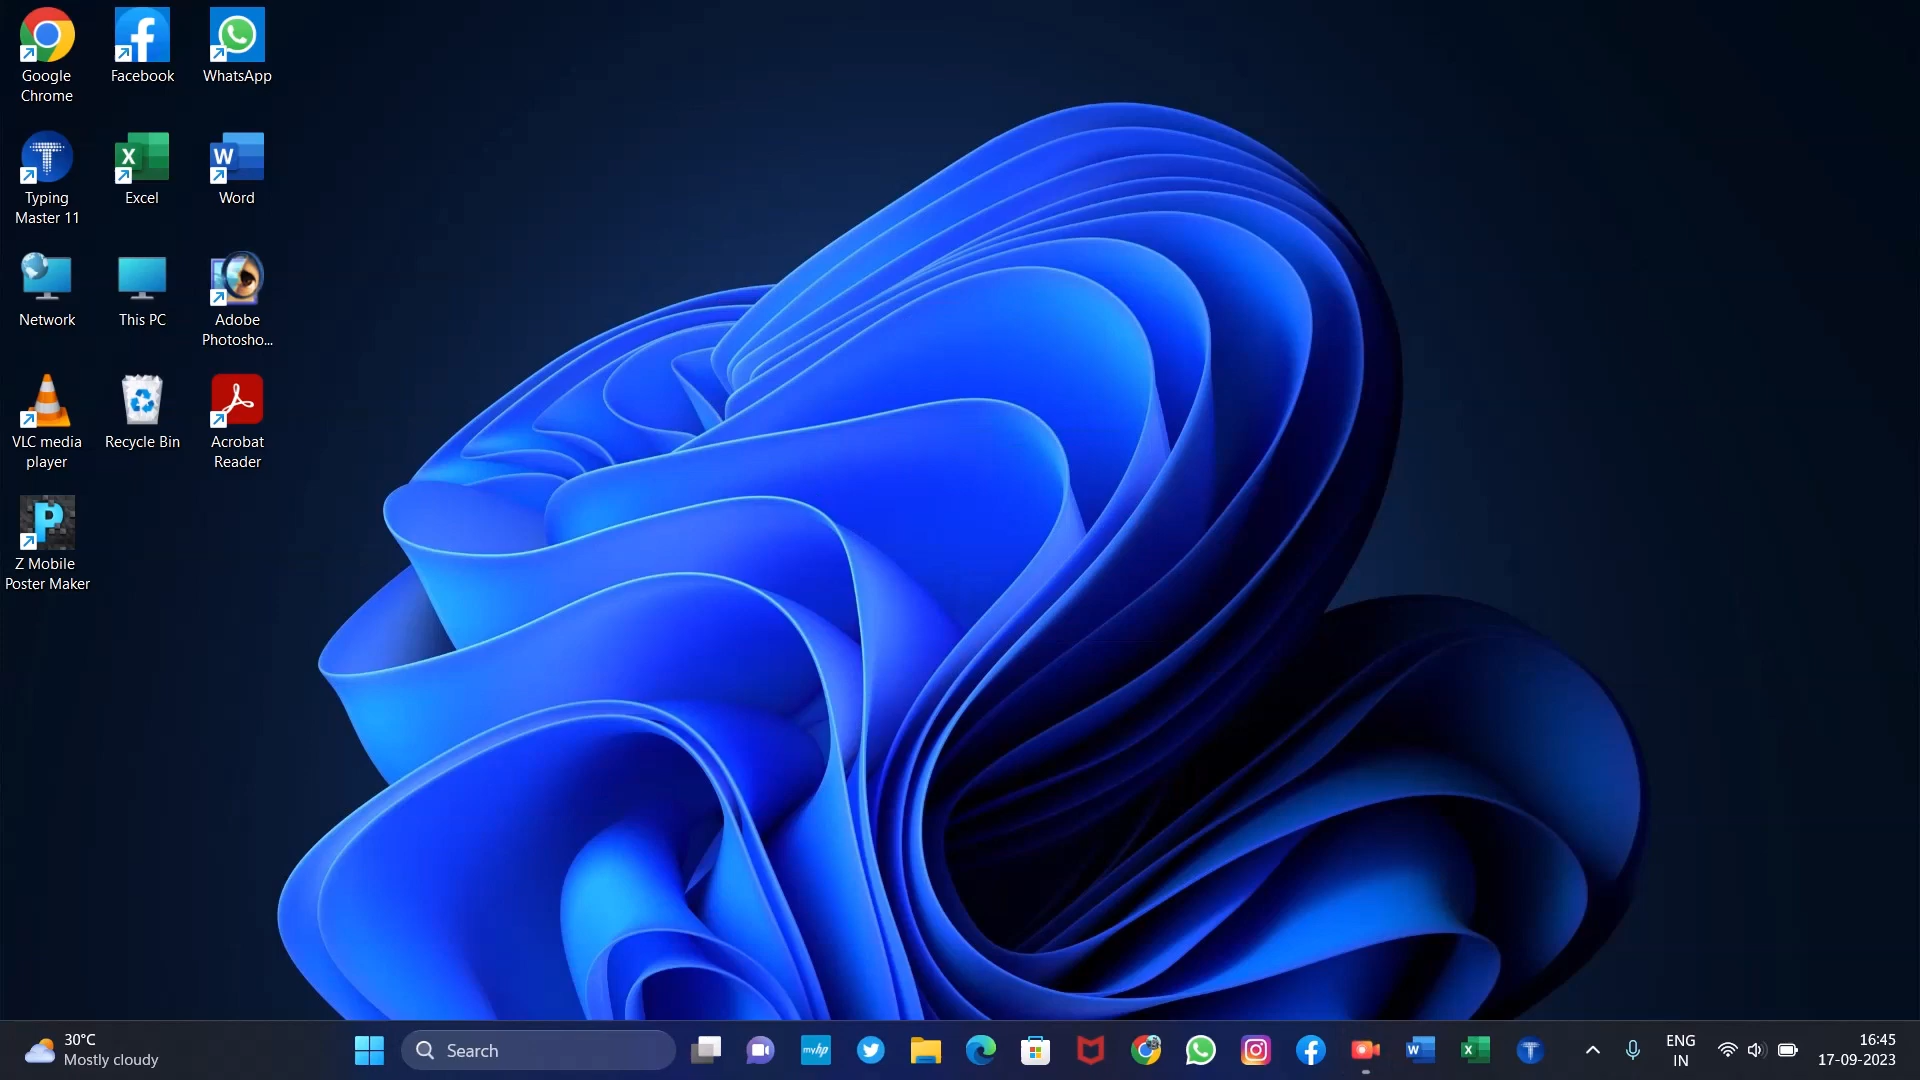 Google
Chrome
Facebook
WhatsApp
Typing
Master 11
Excel
Word
Network
This PC
Adobe
Photosho...
VLC media
player
Recycle Bin
Acrobat
Reader
Z Mobile
Poster Maker
30°C
Mostly cloudy
Search
myhp
ENG
IN
16:45
17-09-2023